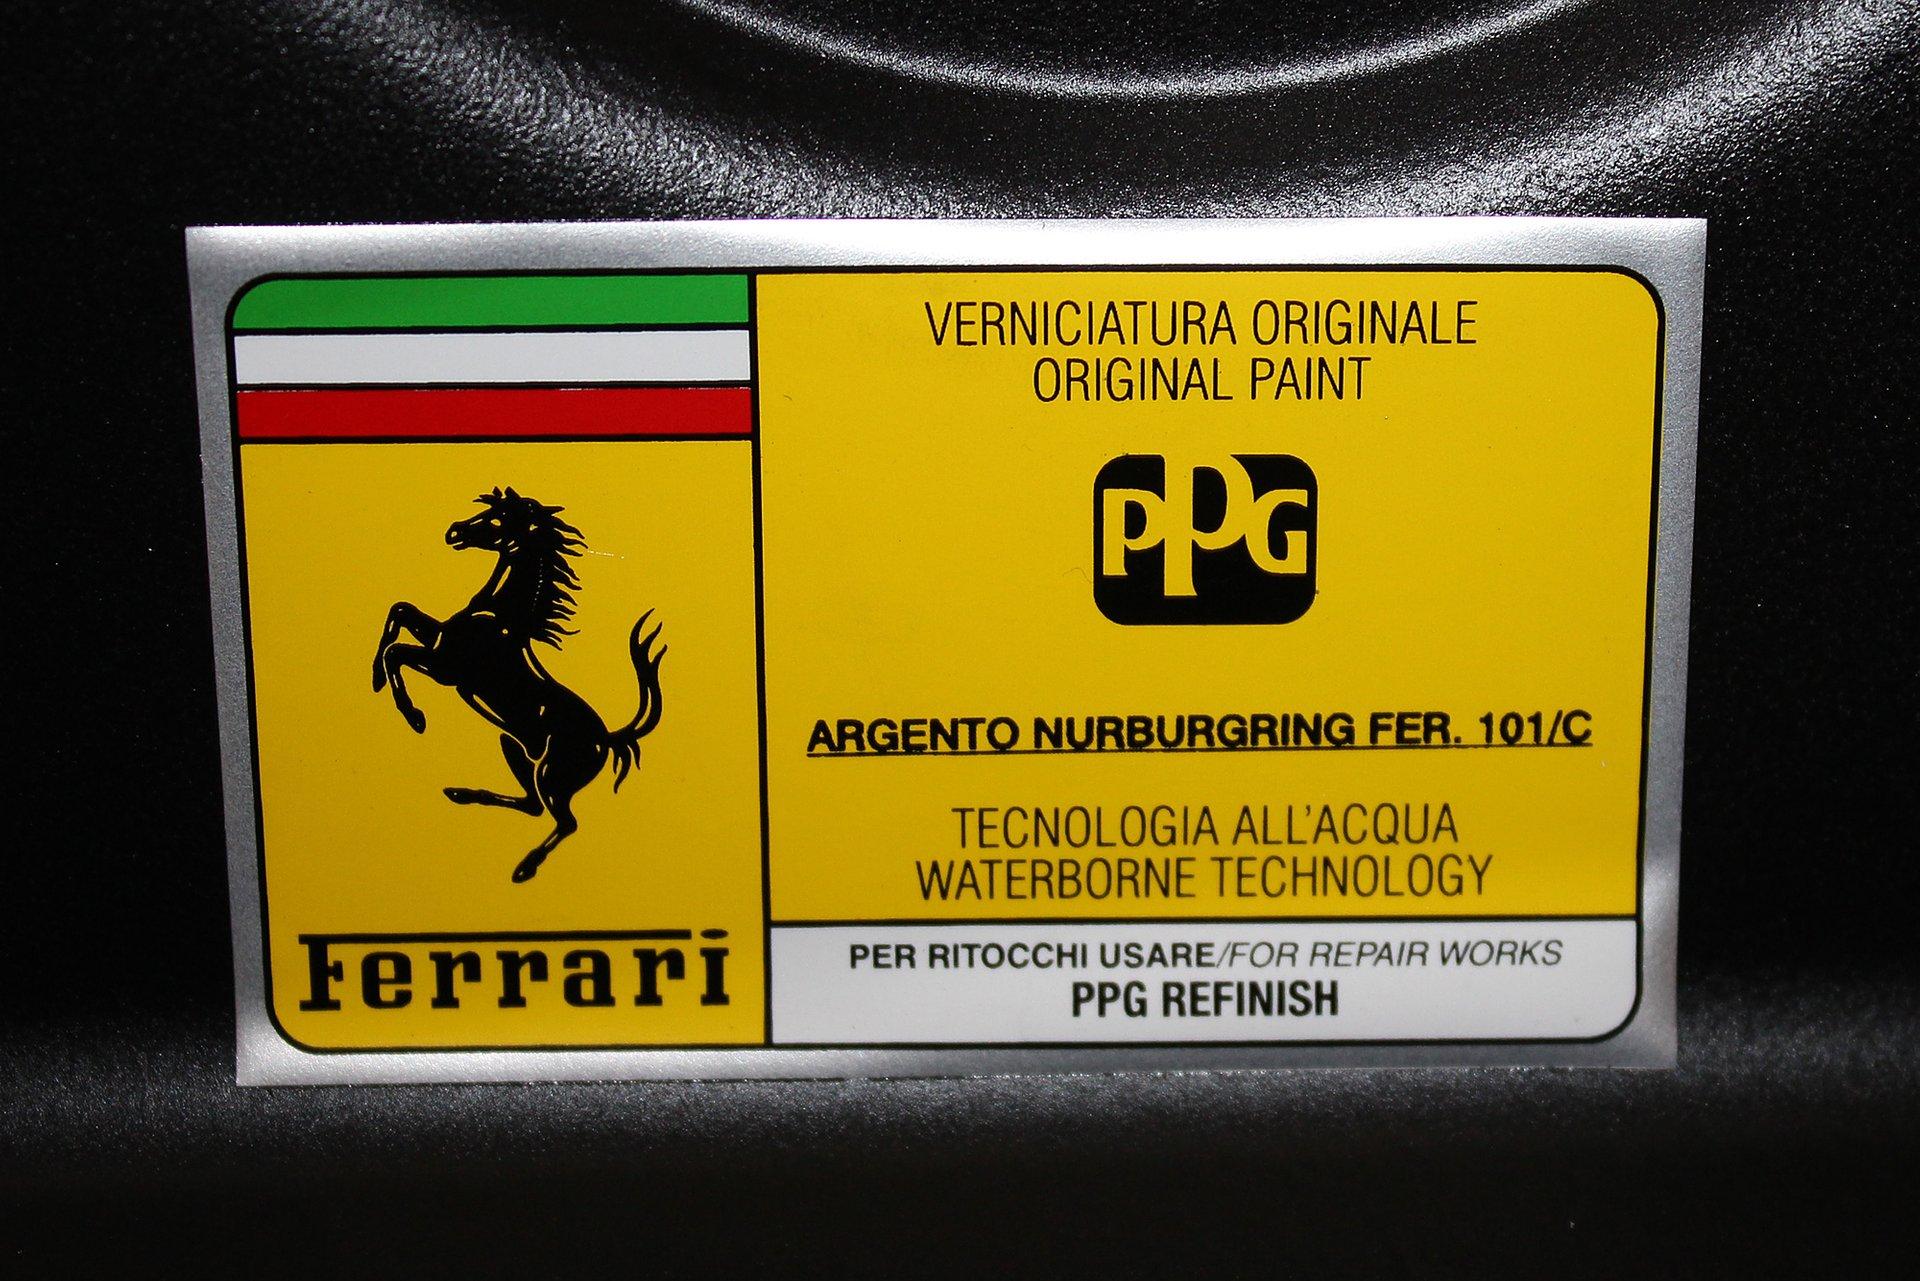 VERNICIATURA ORIGINALE
ORIGINAL PAINT
PPG
ARGENTO NURBURGRING FER. 101/C
TECNOLOGIA ALL'ACQUA
WATERBORNE TECHNOLOGY
PER RITOCCHI USARE/FOR REPAIR WORKS
PPG REFINISH
Ferrari